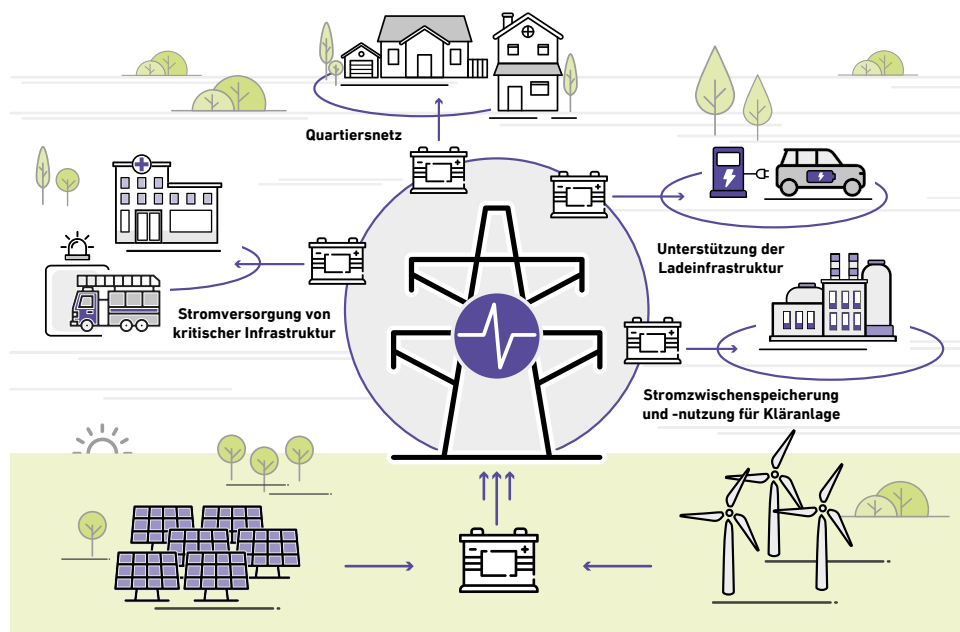 Quartiersnetz
Unterstützung der
Ladeinfrastruktur
Stromversorgung von
kritischer Infrastruktur
Stromzwischenspeicherung
und -nutzung für Kläranlage